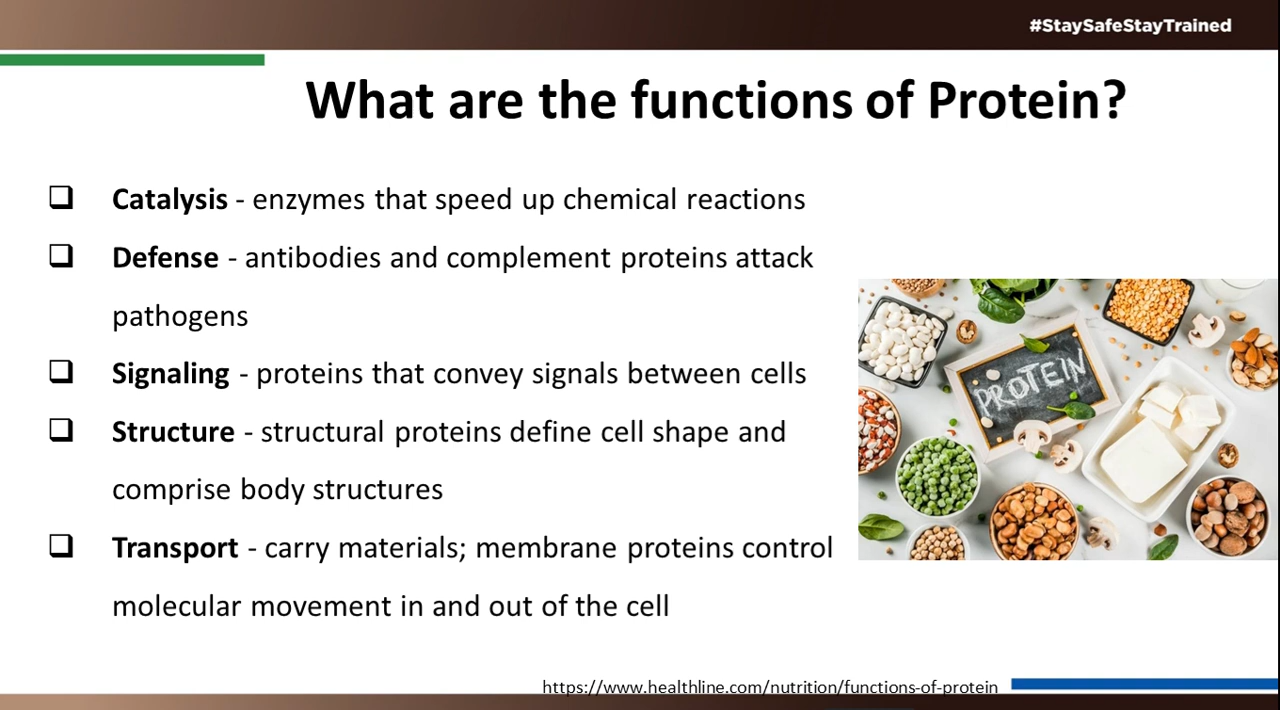 #StaySafeStayTrained
What are the functions of Protein?
❑ Catalysis - enzymes that speed up chemical reactions
❑ Defense - antibodies and complement proteins attack
pathogens
❑ Signaling - proteins that convey signals between cells
❑ Structure - structural proteins define cell shape and
comprise body structures
❑ Transport - carry materials; membrane proteins control
molecular movement in and out of the cell
PROTEIN
https://www.healthline.com/nutrition/functions-of-protein